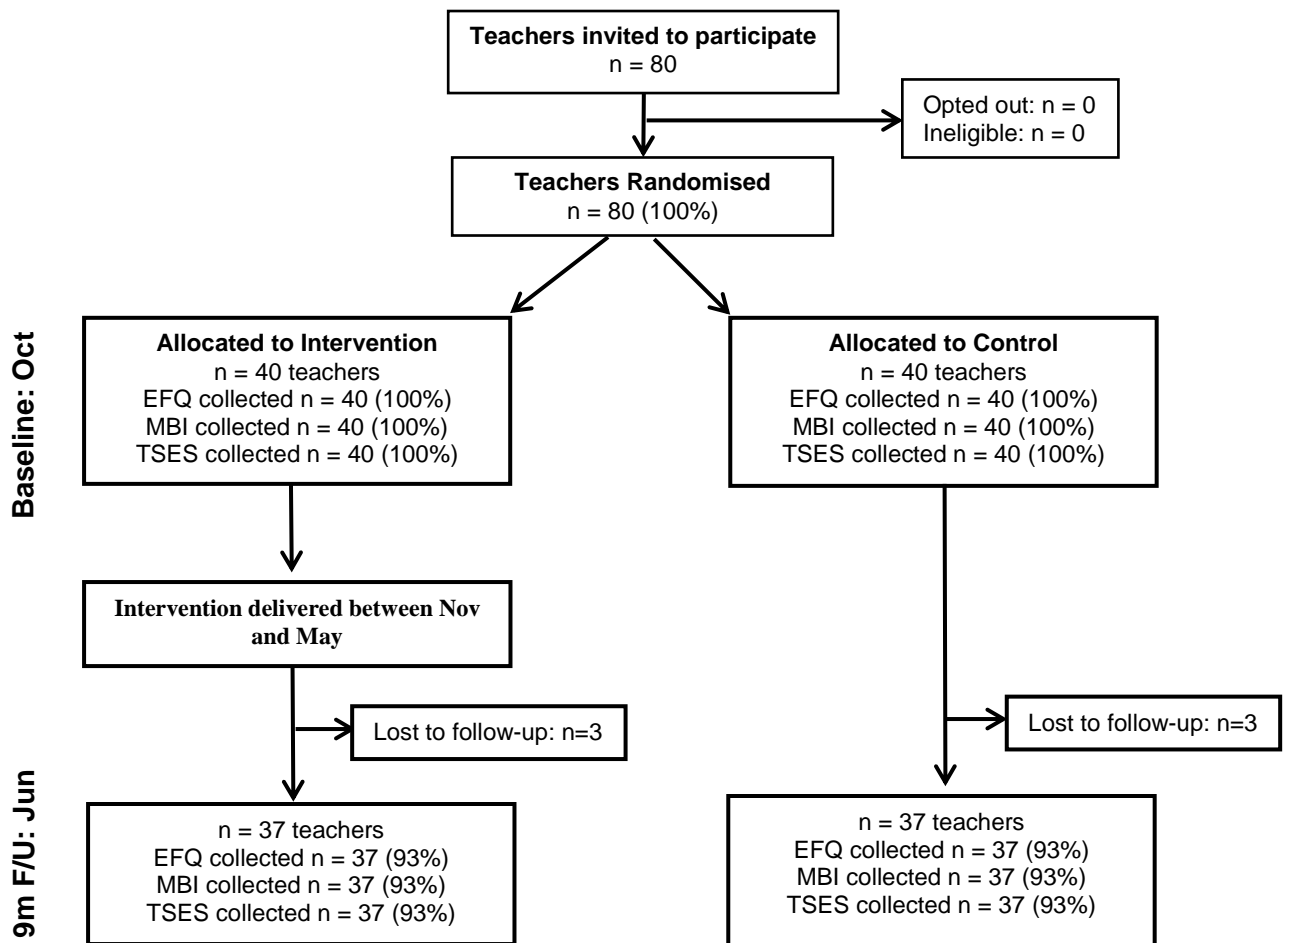 Teachers invited to participate
n = 80
Opted out: n = 0
Ineligible: n = 0
Teachers Randomised
n = 80 (100%)
Baseline: Oct
Allocated to Intervention
n = 40 teachers
EFQ collected n = 40 (100%)
MBI collected n = 40 (100%)
TSES collected n = 40 (100%)
Allocated to Control
n = 40 teachers
EFQ collected n = 40 (100%)
MBI collected n = 40 (100%)
TSES collected n = 40 (100%)
Intervention delivered between Nov
and May
Lost to follow-up: n=3
Lost to follow-up: n=3
9m F/U: Jun
n = 37 teachers
EFQ collected n = 37 (93%)
MBI collected n = 37 (93%)
TSES collected n = 37 (93%)
n = 37 teachers
EFQ collected n = 37 (93%)
MBI collected n = 37 (93%)
TSES collected n = 37 (93%)